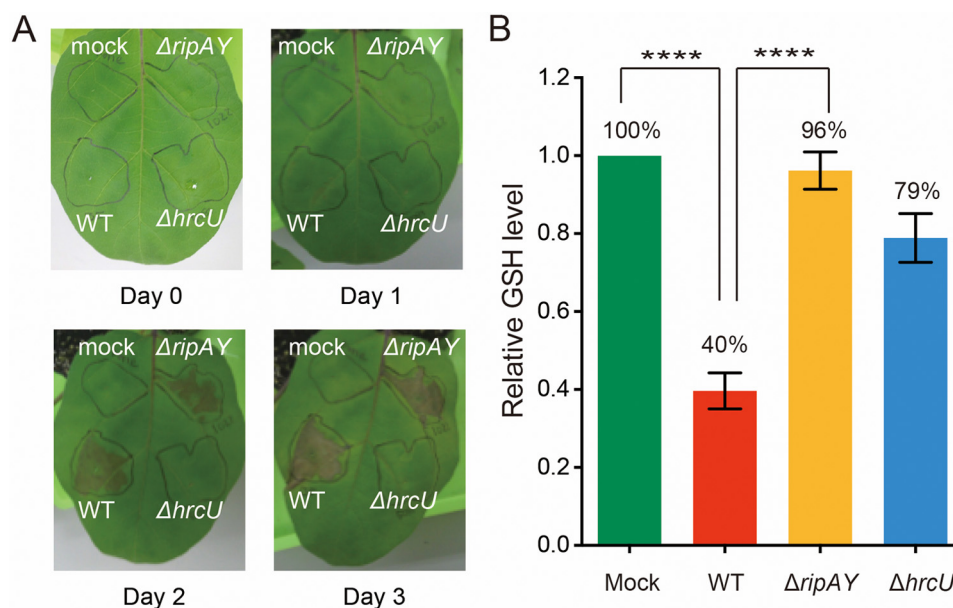 A
mock ΔripAY
WT ΔhrcU
Day 0
mock ΔripAY
WT ΔhrcU
Day 1
mock ΔripAY
WT ΔhrcU
Day 2
mock ΔripAY
WT ΔhrcU
Day 3
B
Relative GSH level
1.2
1.0
0.8
0.6
0.4
0.2
0.0
**** ****
100%
40%
96%
79%
Mock WT ΔripAY ΔhrcU